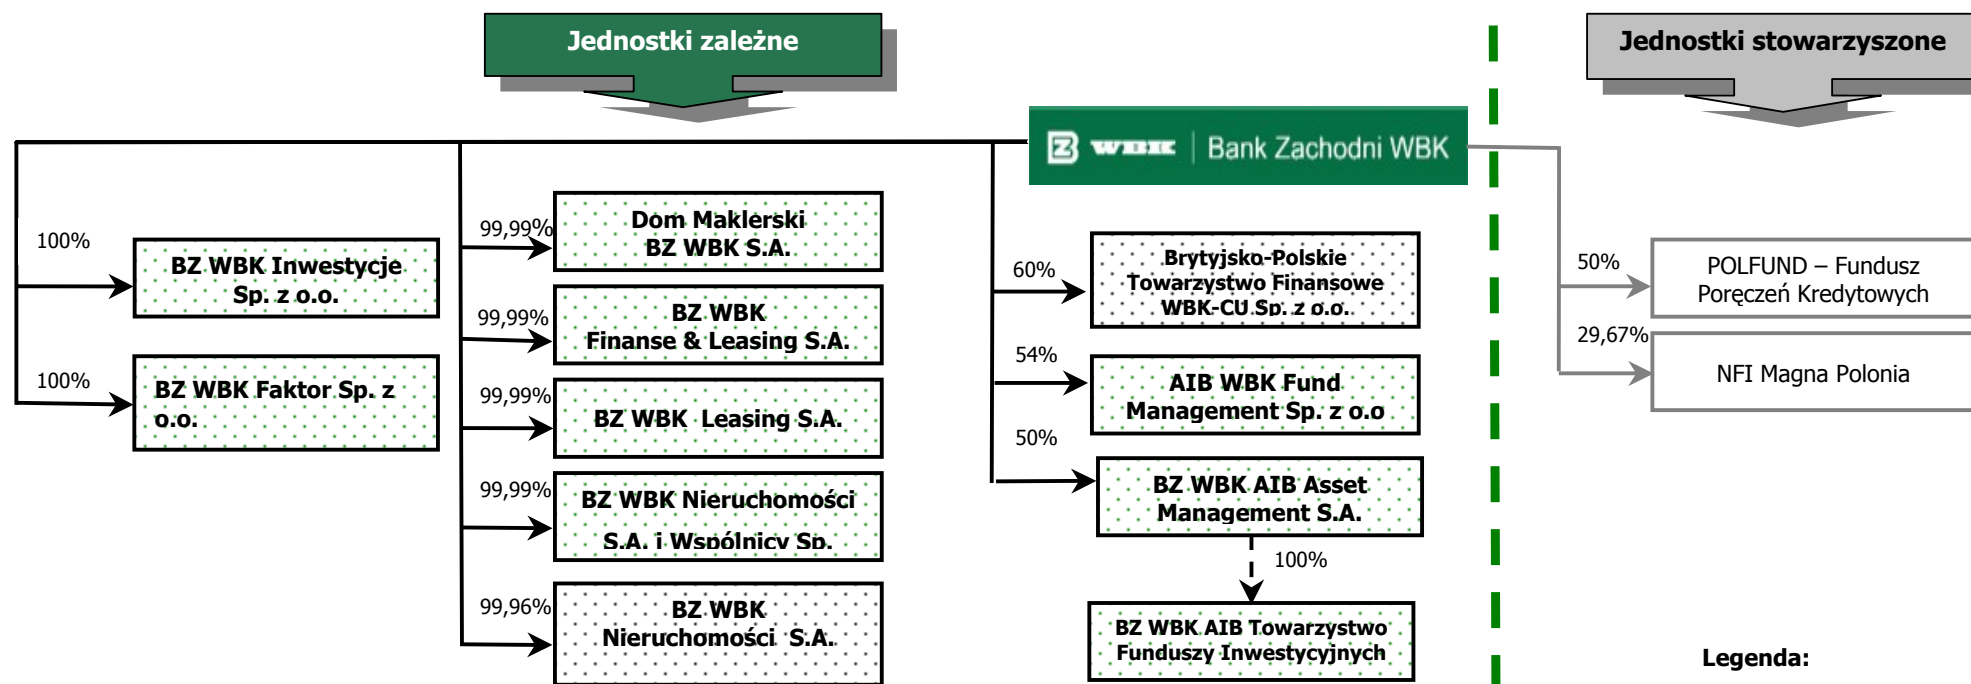 Jednostki zależne
Jednostki stowarzyszone
BZ WBK | Bank Zachodni WBK
100%
BZ WBK Inwestycje
Sp. z o.o.
100%
BZ WBK Faktor Sp. z
o.o.
99,99%
Dom Maklerski
BZ WBK S.A.
99,99%
BZ WBK
Finanse & Leasing S.A.
99,99%
BZ WBK Leasing S.A.
99,99%
BZ WBK Nieruchomości
S.A. i Wspólnicy Sp.
99,96%
BZ WBK
Nieruchomości S.A.
60%
Brytyjsko-Polskie
Towarzystwo Finansowe
WBK-CU Sp. z o.o.
54%
AIB WBK Fund
Management Sp. z o.o
50%
BZ WBK AIB Asset
Management S.A.
100%
BZ WBK AIB Towarzystwo
Funduszy Inwestycyjnych
50%
POLFUND – Fundusz
Poręczeń Kredytowych
29,67%
NFI Magna Polonia
Legenda: